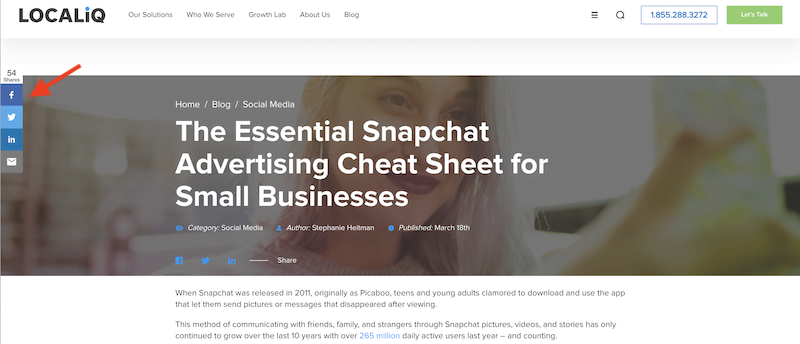 LOCALiQ
Our Solutions Who We Serve Growth Lab About Us Blog
1.855.288.3272
Let's Talk
54
Shares
Home / Blog / Social Media
The Essential Snapchat
Advertising Cheat Sheet for
Small Businesses
Category: Social Media Author: Stephanie Heitman Published: March 18th
Share
When Snapchat was released in 2011, originally as Picaboo, teens and young adults clamored to download and use the app
that let them send pictures or messages that disappeared after viewing.
This method of communicating with friends, family, and strangers through Snapchat pictures, videos, and stories has only
continued to grow over the last 10 years with over 265 million daily active users last year – and counting.